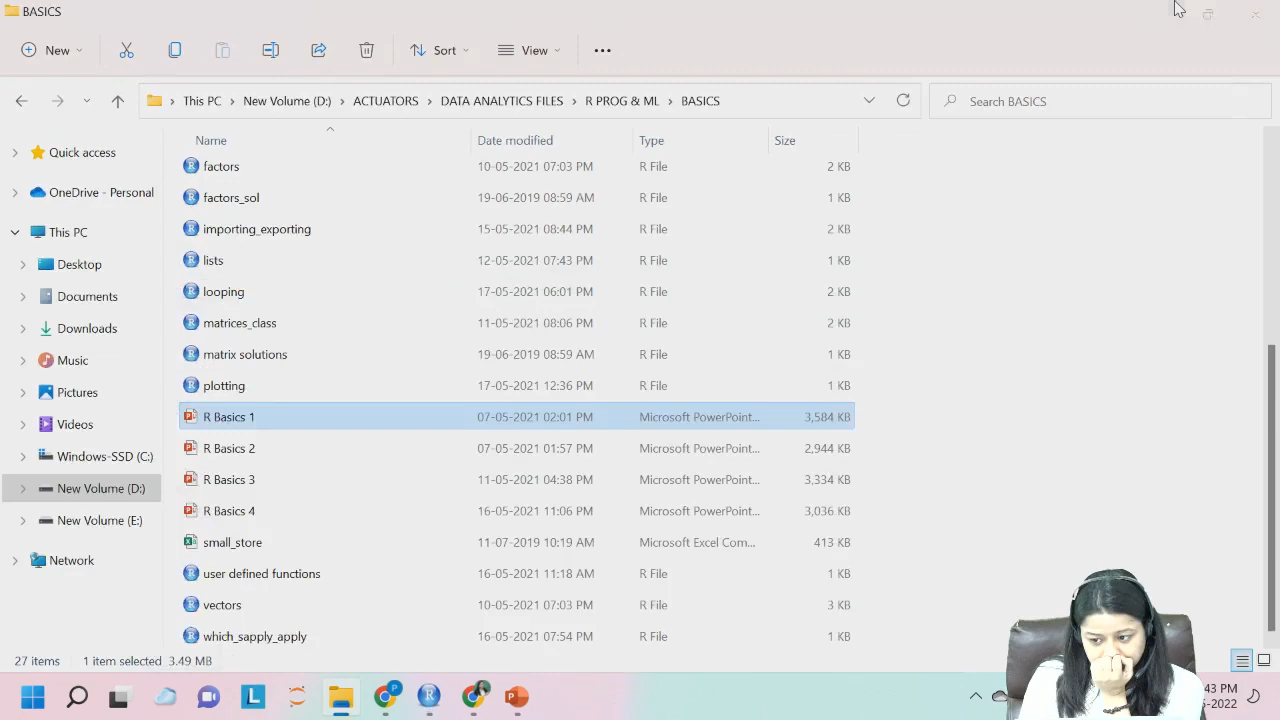 BASICS
New
Sort
View
This PC New Volume (D:) ACTUATORS DATA ANALYTICS FILES R PROG & ML BASICS
Search BASICS
Name Date modified Type Size
Quick access
OneDrive - Personal
This PC
Desktop
Documents
Downloads
Music
Pictures
Videos
Windows-SSD (C:)
New Volume (D:)
New Volume (E:)
Network
factors 10-05-2021 07:03 PM R File 2 KB
factors_sol 19-06-2019 08:59 AM R File 1 KB
importing_exporting 15-05-2021 08:44 PM R File 2 KB
lists 12-05-2021 07:43 PM R File 1 KB
looping 17-05-2021 06:01 PM R File 2 KB
matrices_class 11-05-2021 08:06 PM R File 2 KB
matrix solutions 19-06-2019 08:59 AM R File 1 KB
plotting 17-05-2021 12:36 PM R File 1 KB
R Basics 1 07-05-2021 02:01 PM Microsoft PowerPoint... 3,584 KB
R Basics 2 07-05-2021 01:57 PM Microsoft PowerPoint... 2,944 KB
R Basics 3 11-05-2021 04:38 PM Microsoft PowerPoint... 3,334 KB
R Basics 4 16-05-2021 11:06 PM Microsoft PowerPoint... 3,036 KB
small_store 11-07-2019 10:19 AM Microsoft Excel Com... 413 KB
user defined functions 16-05-2021 11:18 AM R File 1 KB
vectors 10-05-2021 07:03 PM R File 3 KB
which_sapply_apply 16-05-2021 07:54 PM R File 1 KB
27 items 1 item selected 3.49 MB
:43 PM
-2022